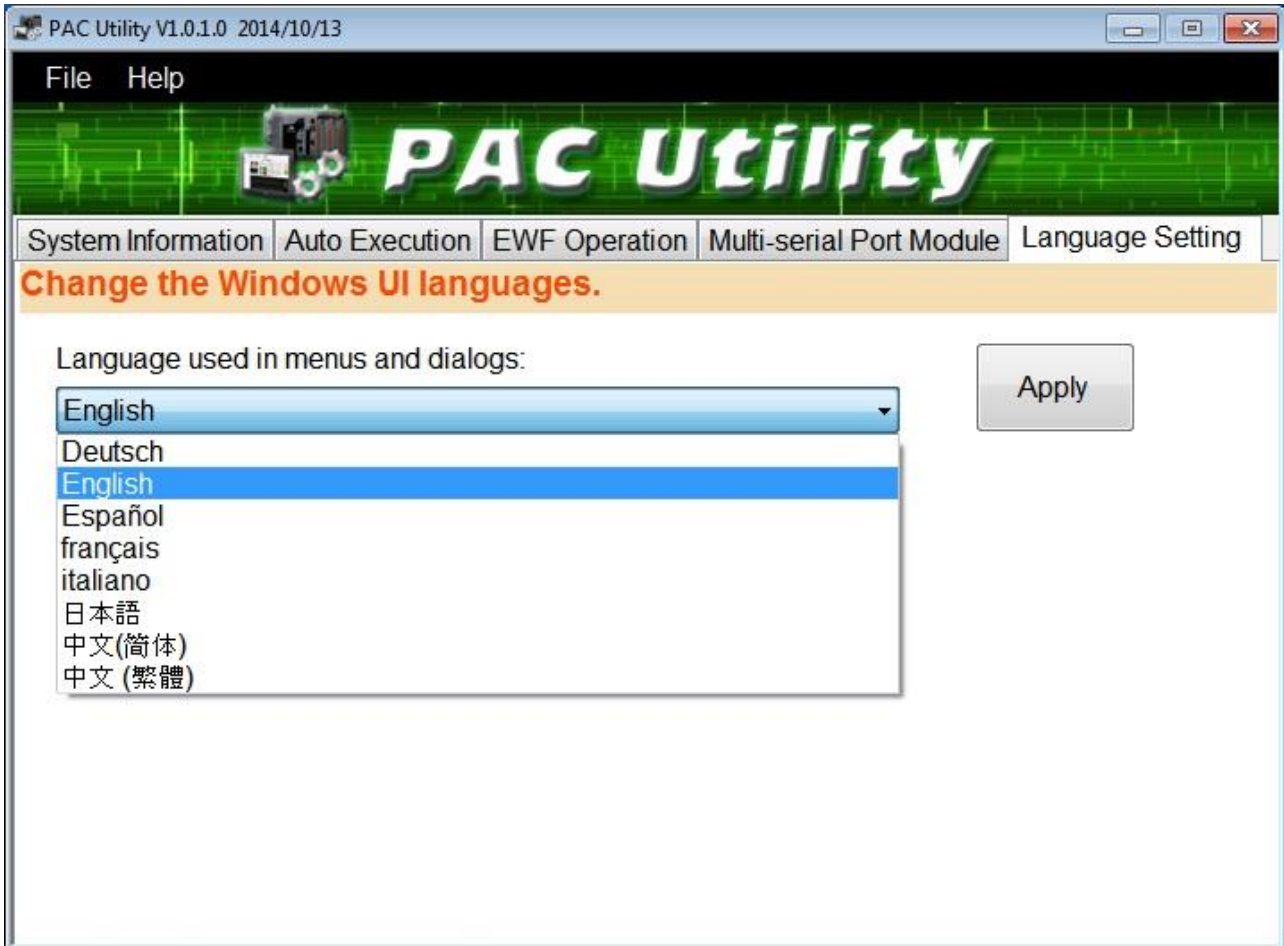 PAC Utility V1.0.1.0 2014/10/13
File Help
PAC Utility
System Information Auto Execution EWF Operation Multi-serial Port Module Language Setting
Change the Windows UI languages.
Language used in menus and dialogs:
Apply
English
Deutsch
English
Español
français
italiano
日本語
中文(简体)
中文 (繁體)